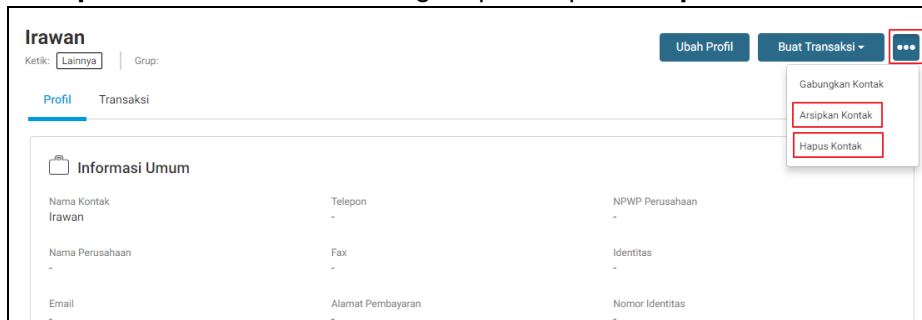 Irawan
Ubah Profil
Buat Transaksi
Ketik: Lainnya Grup:
Gabungkan Kontak
Profil Transaksi
Arsipkan Kontak
Hapus Kontak
Informasi Umum
Nama Kontak Telepon NPWP Perusahaan
Irawan - -
Nama Perusahaan Fax Identitas
- - -
Email Alamat Pembayaran Nomor Identitas
- - -